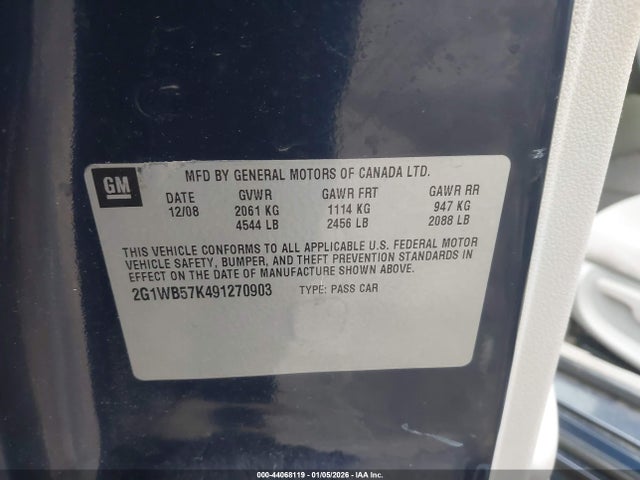 GM
MFD BY GENERAL MOTORS OF CANADA LTD.
DATE GVWR GAWR FRT GAWR RR
12/08 2061 KG 1114 KG 947 KG
4544 LB 2456 LB 2088 LB
THIS VEHICLE CONFORMS TO ALL APPLICABLE U.S. FEDERAL MOTOR
VEHICLE SAFETY, BUMPER, AND THEFT PREVENTION STANDARDS IN
EFFECT ON THE DATE OF MANUFACTURE SHOWN ABOVE.
2G1WB57K491270903 TYPE: PASS CAR
000-44068119 - 01/05/2026 - IAA Inc.